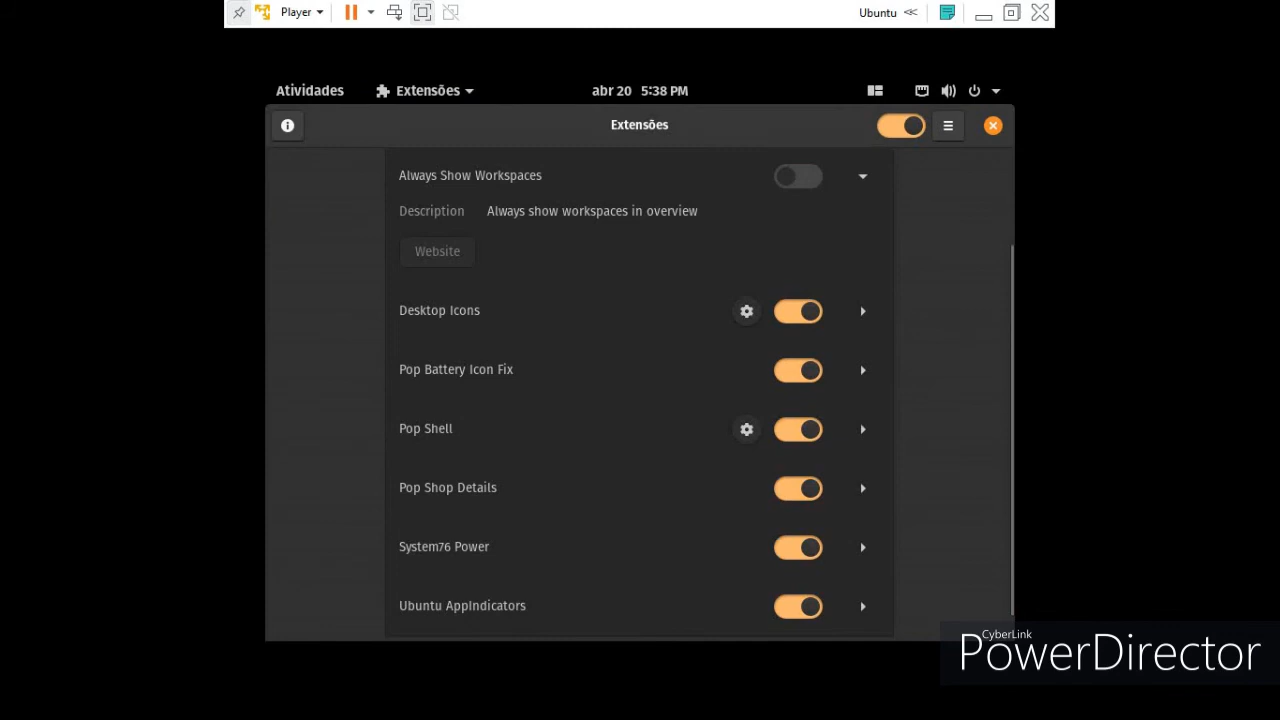 Player
Ubuntu
Atividades Extensões abr 20 5:38 PM
Extensões
Always Show Workspaces
Description Always show workspaces in overview
Website
Desktop Icons
Pop Battery Icon Fix
Pop Shell
Pop Shop Details
System76 Power
Ubuntu AppIndicators
CyberLink
PowerDirector